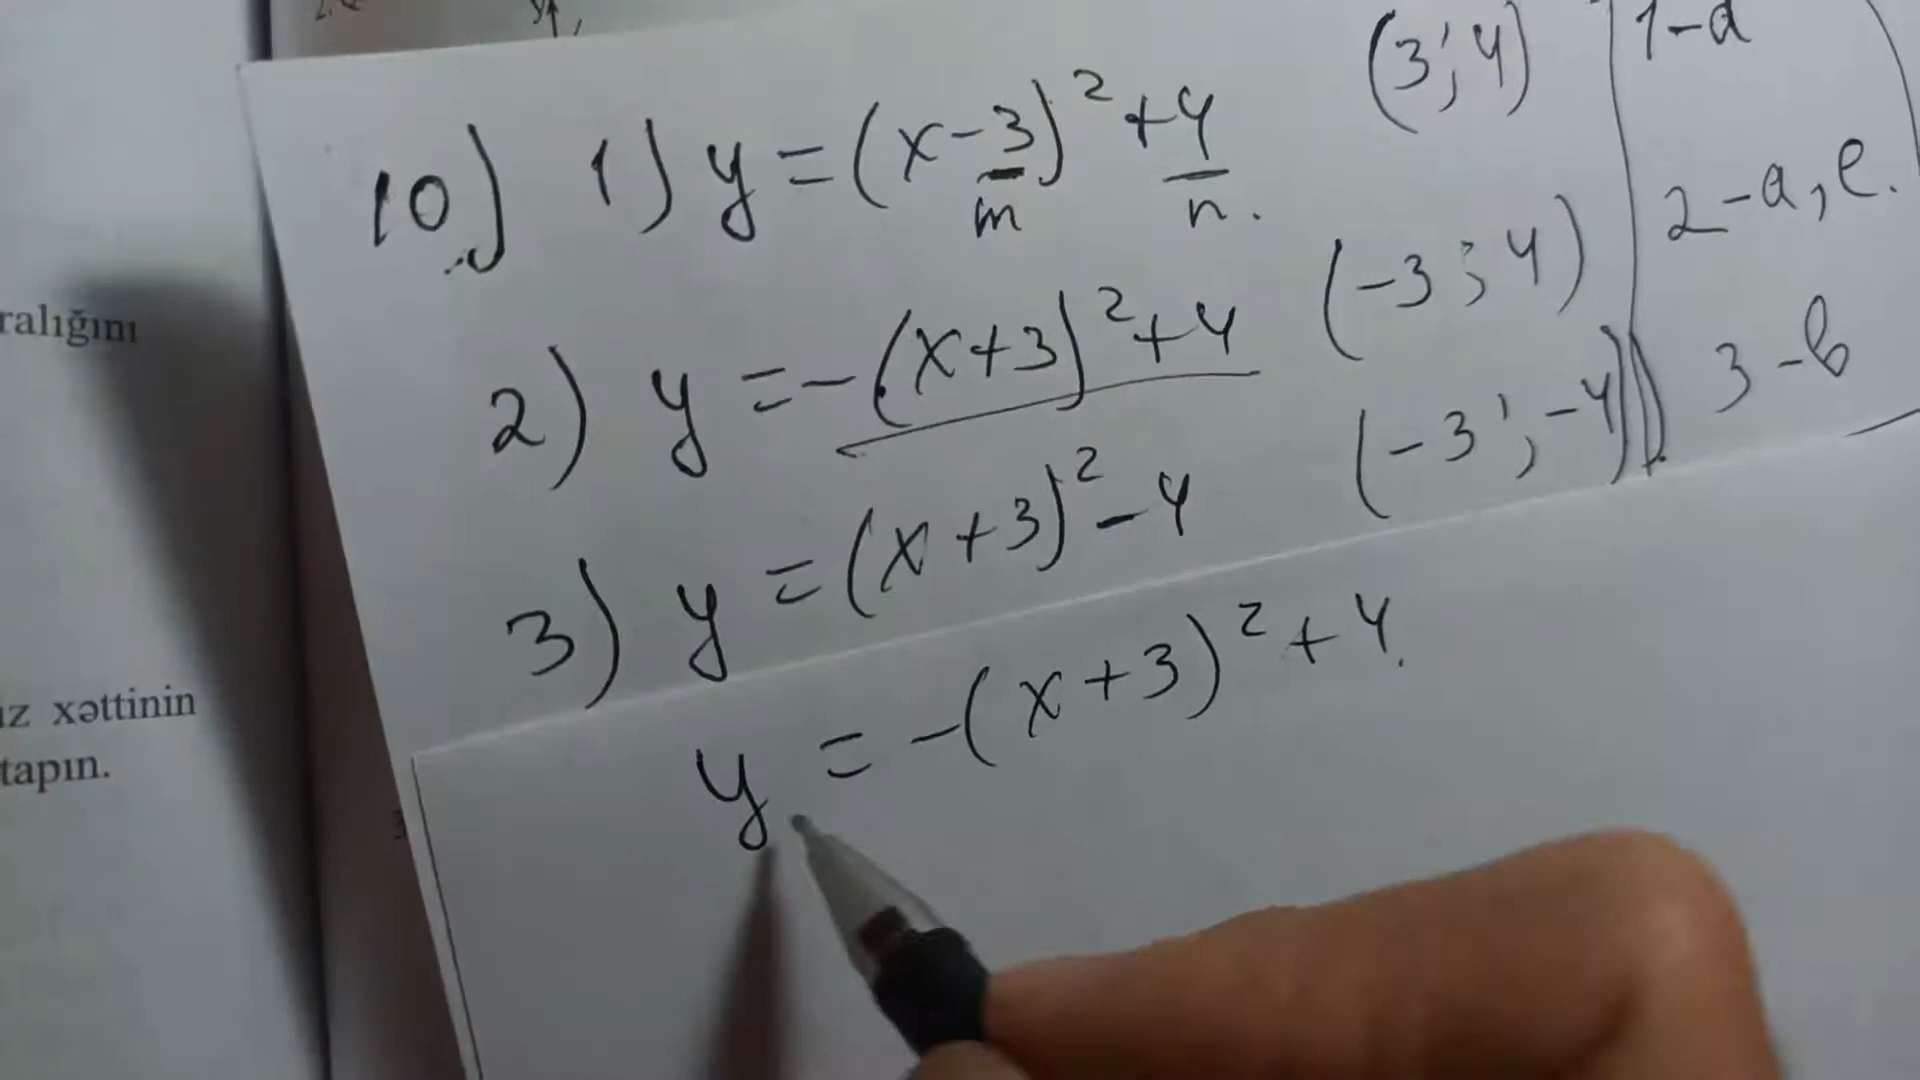 10) 1) y = (x-3)² + 4 (3; 4) 1-d
m n.
2) y = -(x+3)² + 4 (-3; 4) 2-a, e.
3) y = (x+3)² - 4 (-3; -4) 3-b
y = -(x+3)² + 4.
ralığını
ız xəttinin
tapın.